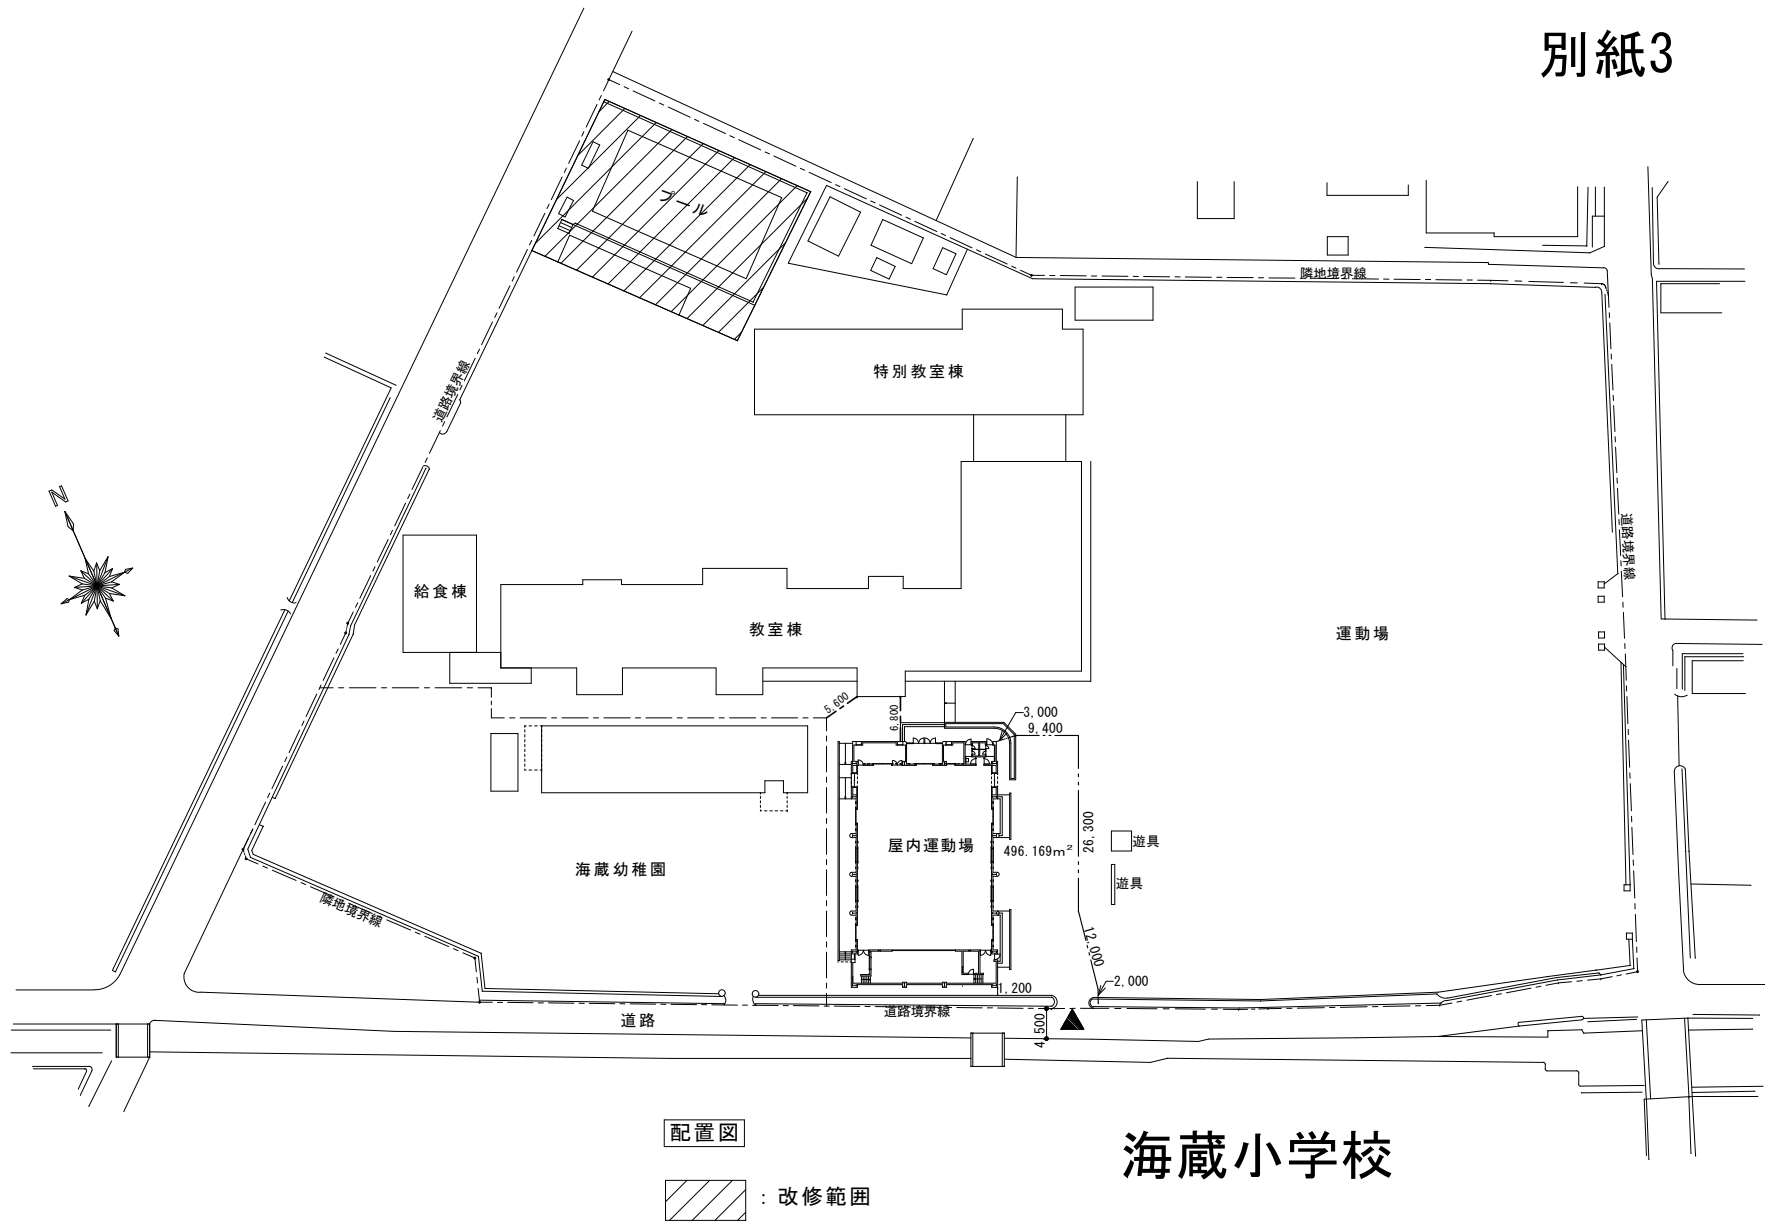 別紙3
プール
隣地境界線
特別教室棟
道路境界線
N
道路境界線
給食棟
教室棟
運動場
5,600
6,800
3,000
9,400
26,300
遊具
屋内運動場
496.169m²
海蔵幼稚園
遊具
隣地境界線
12,000
2,000
1,200
道路境界線
道路
4,500
配置図
海蔵小学校
：改修範囲